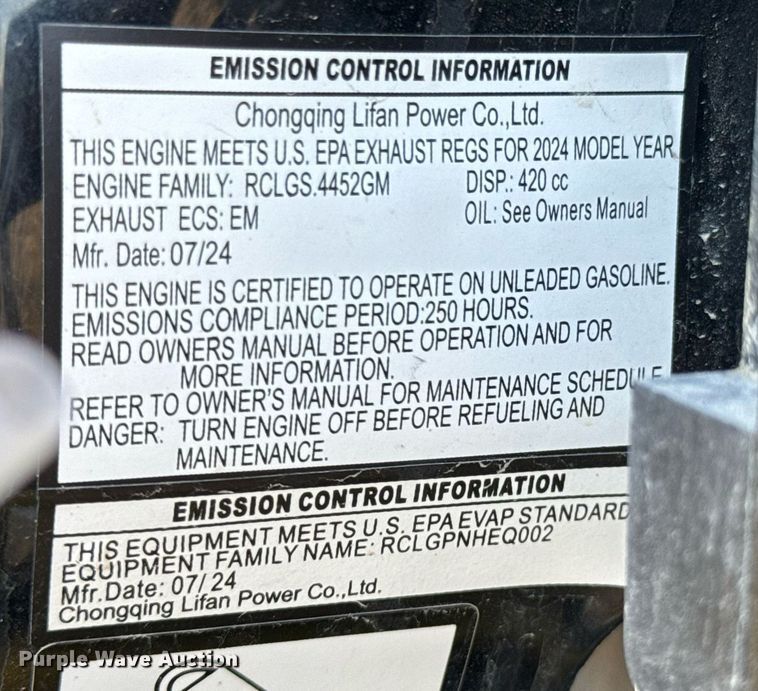 EMISSION CONTROL INFORMATION
Chongqing Lifan Power Co.,Ltd.
THIS ENGINE MEETS U.S. EPA EXHAUST REGS FOR 2024 MODEL YEAR
ENGINE FAMILY: RCLGS.4452GM DISP.: 420 cc
EXHAUST ECS: EM OIL: See Owners Manual
Mfr. Date: 07/24
THIS ENGINE IS CERTIFIED TO OPERATE ON UNLEADED GASOLINE.
EMISSIONS COMPLIANCE PERIOD:250 HOURS.
READ OWNERS MANUAL BEFORE OPERATION AND FOR
MORE INFORMATION.
REFER TO OWNER'S MANUAL FOR MAINTENANCE SCHEDULE
DANGER: TURN ENGINE OFF BEFORE REFUELING AND
MAINTENANCE.
EMISSION CONTROL INFORMATION
THIS EQUIPMENT MEETS U.S. EPA EVAP STANDARD
EQUIPMENT FAMILY NAME: RCLGPNHEQ002
Mfr.Date: 07/24
Chongqing Lifan Power Co.,Ltd.
Purple Wave Auction